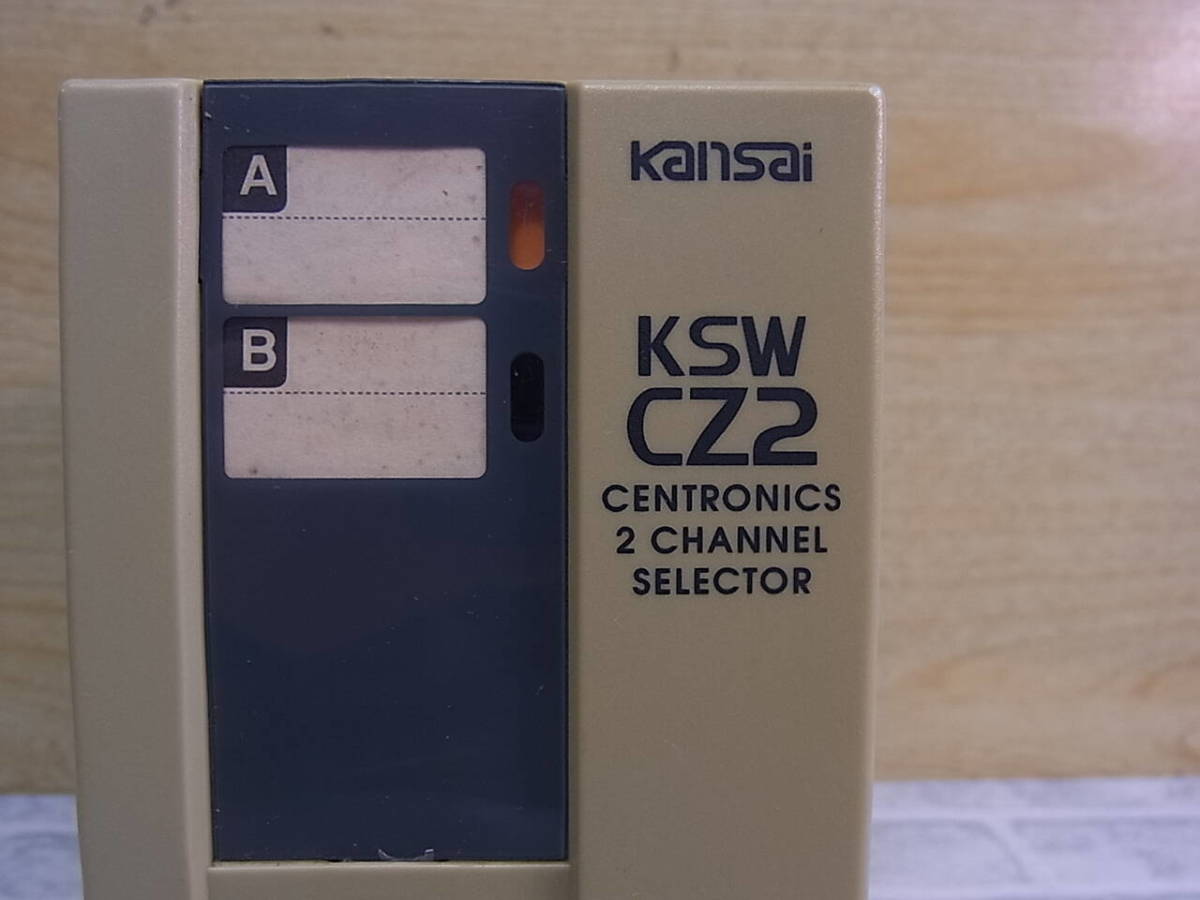 A
B
Kansai
KSW
CZ2
CENTRONICS
2 CHANNEL
SELECTOR